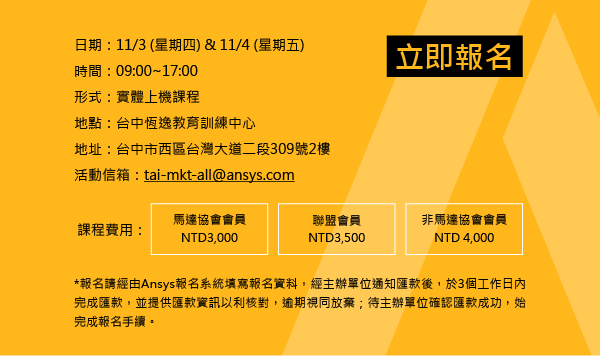 日期：11/3 (星期四) & 11/4 (星期五)
立即報名
時間：09:00~17:00
形式：實體上機課程
地點：台中恆逸教育訓練中心
地址：台中市西區台灣大道二段309號2樓
活動信箱：tai-mkt-all@ansys.com
課程費用：
馬達協會會員
NTD3,000
聯盟會員
NTD3,500
非馬達協會會員
NTD 4,000
*報名請經由Ansys報名系統填寫報名資料，經主辦單位通知匯款後，於3個工作日內
完成匯款，並提供匯款資訊以利核對，逾期視同放棄；待主辦單位確認匯款成功，始
完成報名手續。